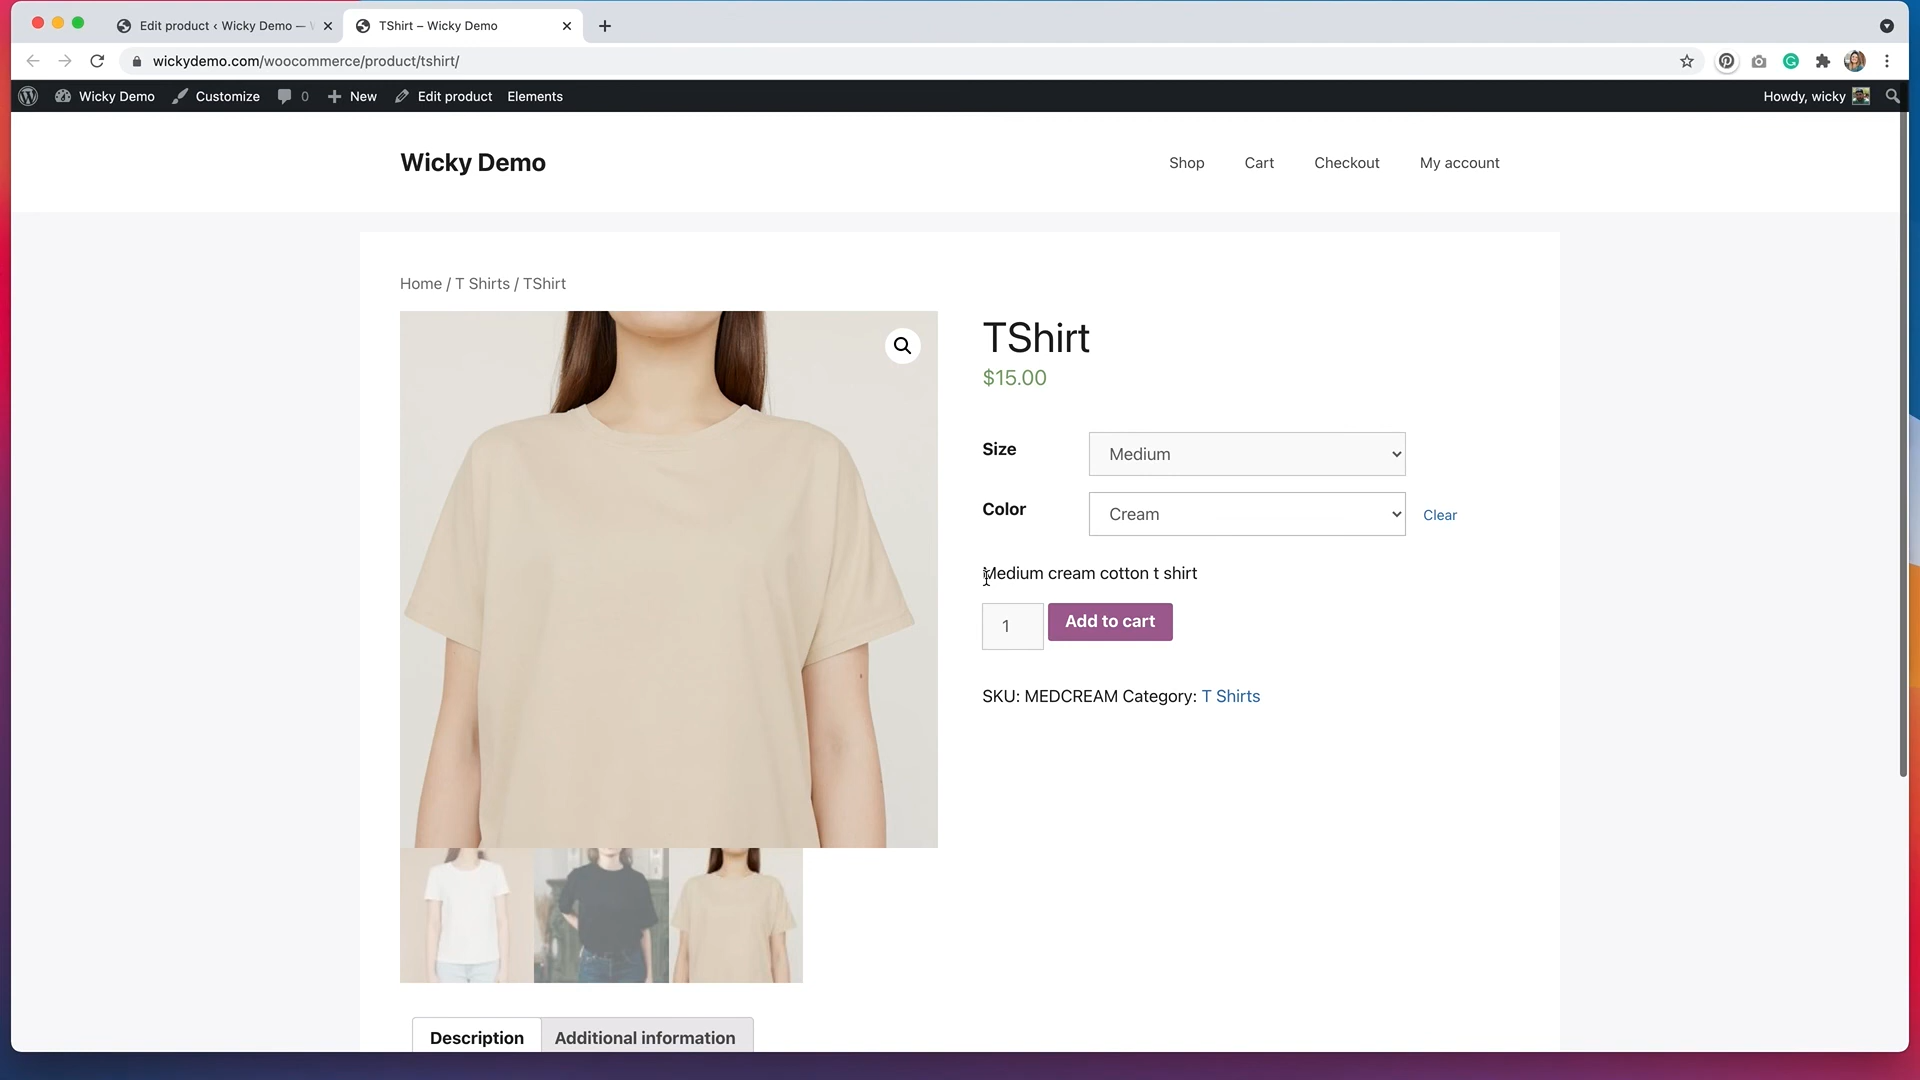 Edit product ‹ Wicky Demo —
TShirt – Wicky Demo
wickydemo.com/woocommerce/product/tshirt/
Wicky Demo Customize 0 New Edit product Elements Howdy, wicky
Wicky Demo
Shop Cart Checkout My account
Home / T Shirts / TShirt
TShirt
$15.00
Size Medium
Color Cream Clear
Medium cream cotton t shirt
1 Add to cart
SKU: MEDCREAM Category: T Shirts
Description Additional information